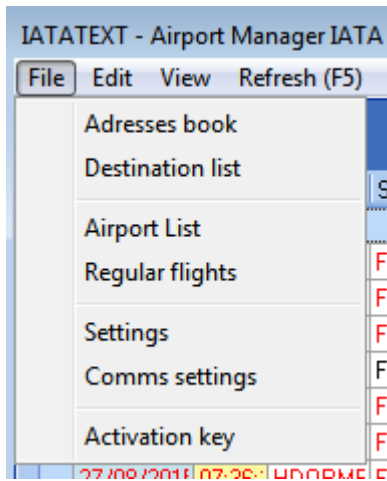 IATATEXT - Airport Manager IATA
File Edit View Refresh (F5)
Adresses book
Destination list
Airport List
Regular flights
Settings
Comms settings
Activation key